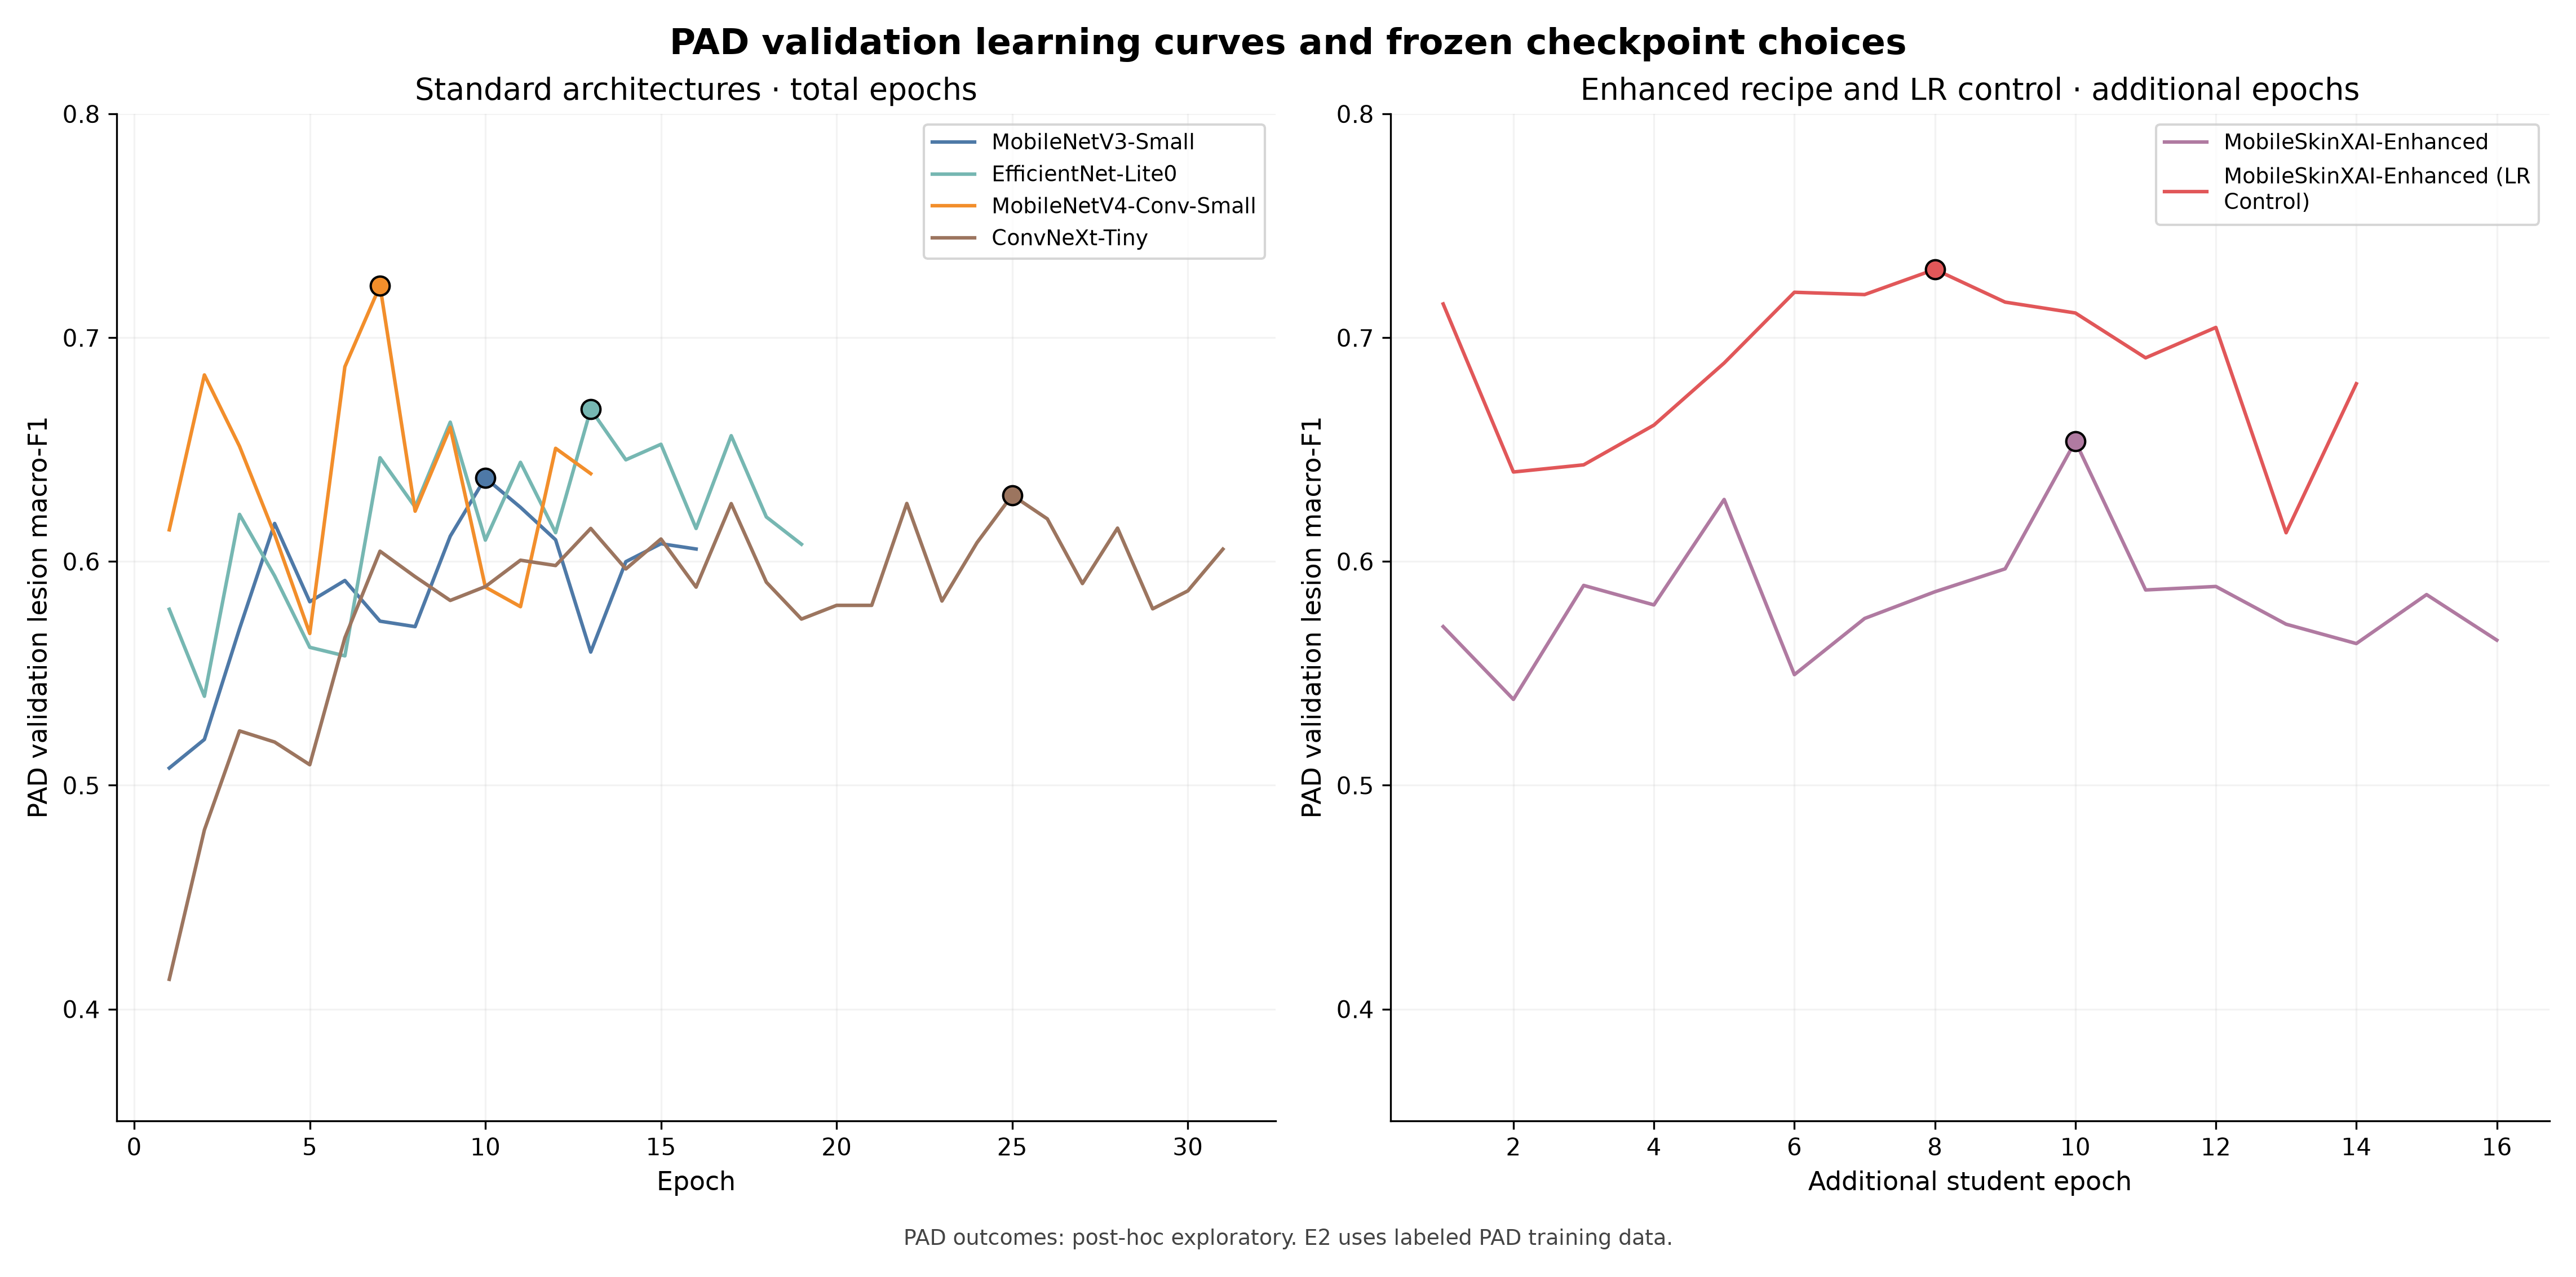 PAD validation learning curves and frozen checkpoint choices
Standard architectures · total epochs
PAD validation lesion macro-F1
0.8
0.7
0.6
0.5
0.4
MobileNetV3-Small
EfficientNet-Lite0
MobileNetV4-Conv-Small
ConvNeXt-Tiny
0 5 10 15 20 25 30
Epoch
Enhanced recipe and LR control · additional epochs
PAD validation lesion macro-F1
0.8
0.7
0.6
0.5
0.4
MobileSkinXAI-Enhanced
MobileSkinXAI-Enhanced (LR
Control)
2 4 6 8 10 12 14 16
Additional student epoch
PAD outcomes: post-hoc exploratory. E2 uses labeled PAD training data.